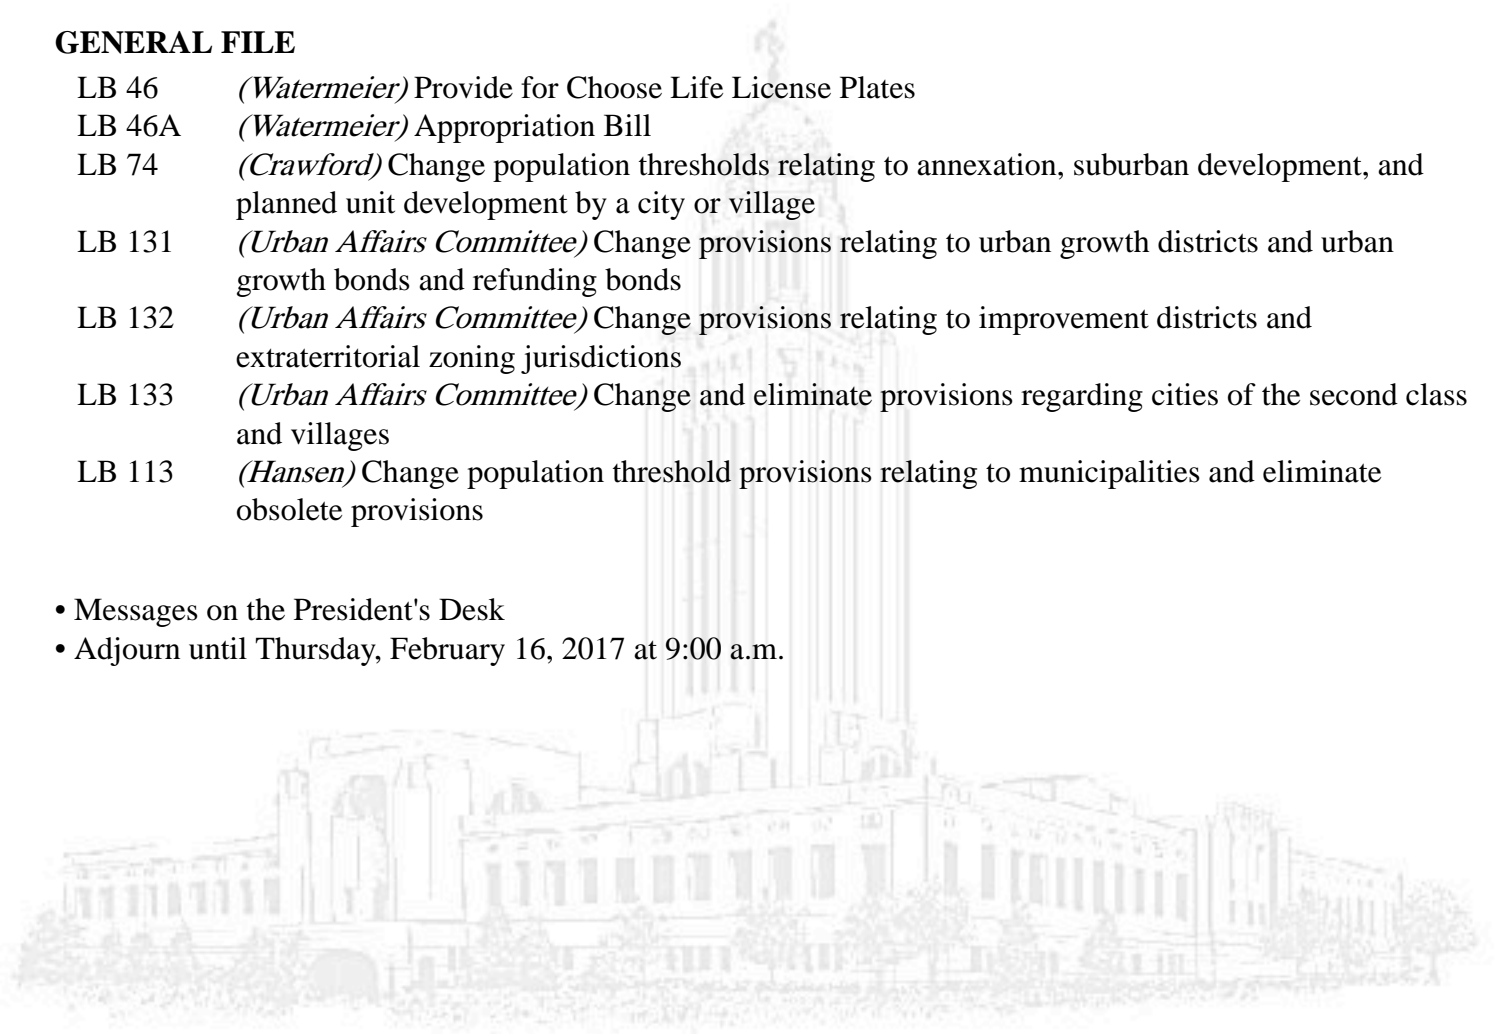 GENERAL FILE
LB 46 (Watermeier) Provide for Choose Life License Plates
LB 46A (Watermeier) Appropriation Bill
LB 74 (Crawford) Change population thresholds relating to annexation, suburban development, and
planned unit development by a city or village
LB 131 (Urban Affairs Committee) Change provisions relating to urban growth districts and urban
growth bonds and refunding bonds
LB 132 (Urban Affairs Committee) Change provisions relating to improvement districts and
extraterritorial zoning jurisdictions
LB 133 (Urban Affairs Committee) Change and eliminate provisions regarding cities of the second class
and villages
LB 113 (Hansen) Change population threshold provisions relating to municipalities and eliminate
obsolete provisions
• Messages on the President's Desk
• Adjourn until Thursday, February 16, 2017 at 9:00 a.m.